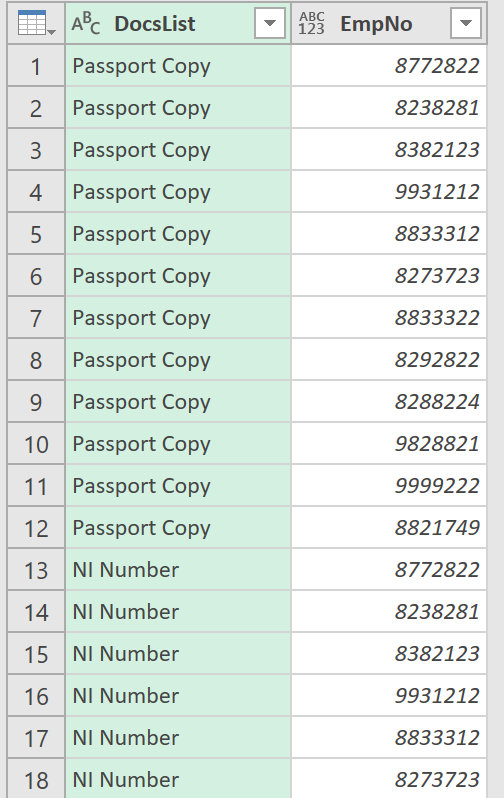 ABC DocsList ABC 123 EmpNo
1 Passport Copy 8772822
2 Passport Copy 8238281
3 Passport Copy 8382123
4 Passport Copy 9931212
5 Passport Copy 8833312
6 Passport Copy 8273723
7 Passport Copy 8833322
8 Passport Copy 8292822
9 Passport Copy 8288224
10 Passport Copy 9828821
11 Passport Copy 9999222
12 Passport Copy 8821749
13 NI Number 8772822
14 NI Number 8238281
15 NI Number 8382123
16 NI Number 9931212
17 NI Number 8833312
18 NI Number 8273723